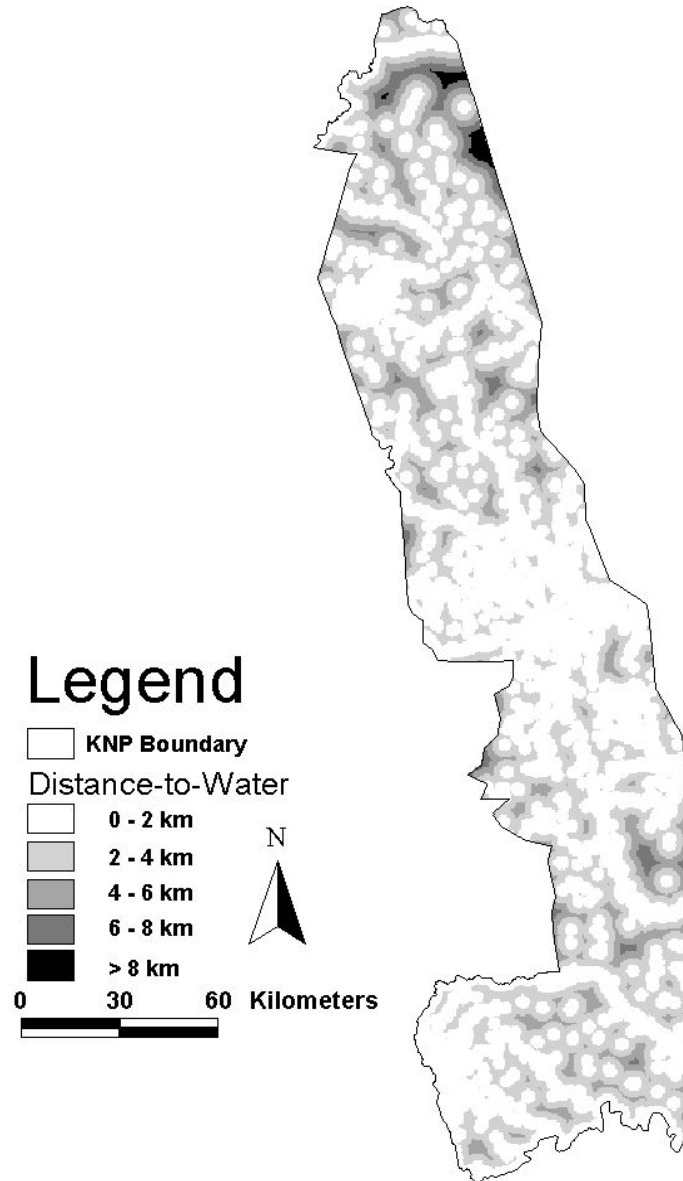 Legend
KNP Boundary
Distance-to-Water
0 - 2 km
2 - 4 km
4 - 6 km
6 - 8 km
> 8 km
N
0 30 60 Kilometers